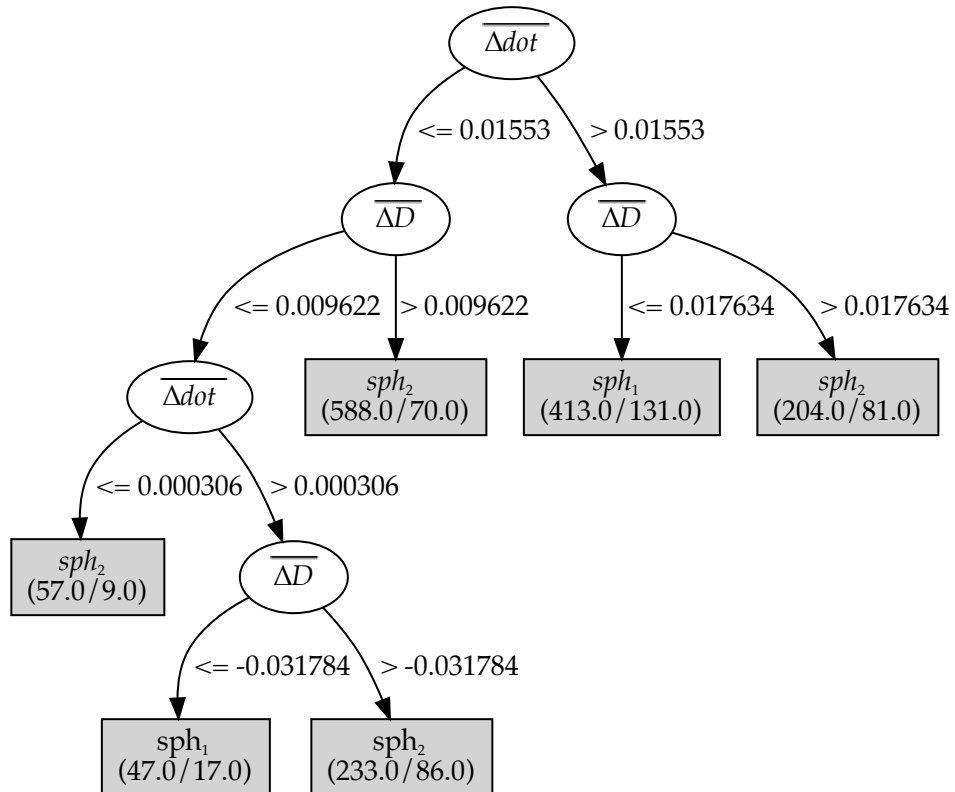 Δdot
<= 0.01553
> 0.01553
ΔD
ΔD
<= 0.009622
> 0.009622
<= 0.017634
> 0.017634
Δdot
sph₂
(588.0/70.0)
sph₁
(413.0/131.0)
sph₂
(204.0/81.0)
<= 0.000306
> 0.000306
sph₂
(57.0/9.0)
ΔD
<= -0.031784
> -0.031784
sph₁
(47.0/17.0)
sph₂
(233.0/86.0)